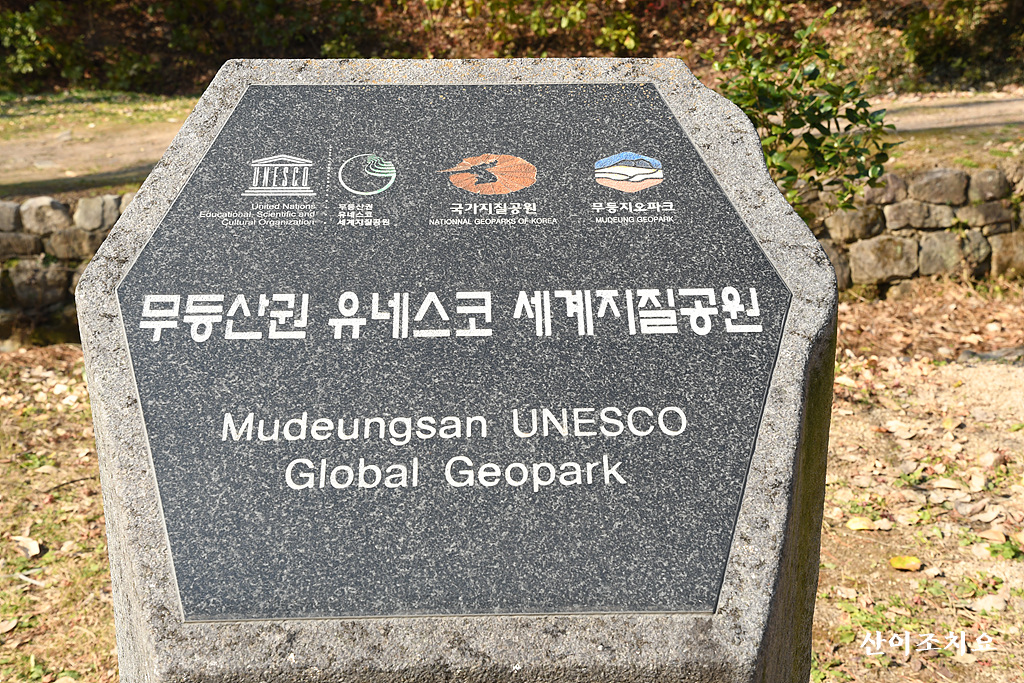 UNESCO
United Nations
Educational, Scientific and
Cultural Organization
무등산권
유네스코
세계지질공원
국가지질공원
NATIONNAL GEOPARKS OF KOREA
무등지오파크
MUDEUNG GEOPARK
무등산권 유네스코 세계지질공원
Mudeungsan UNESCO
Global Geopark
산이조치요